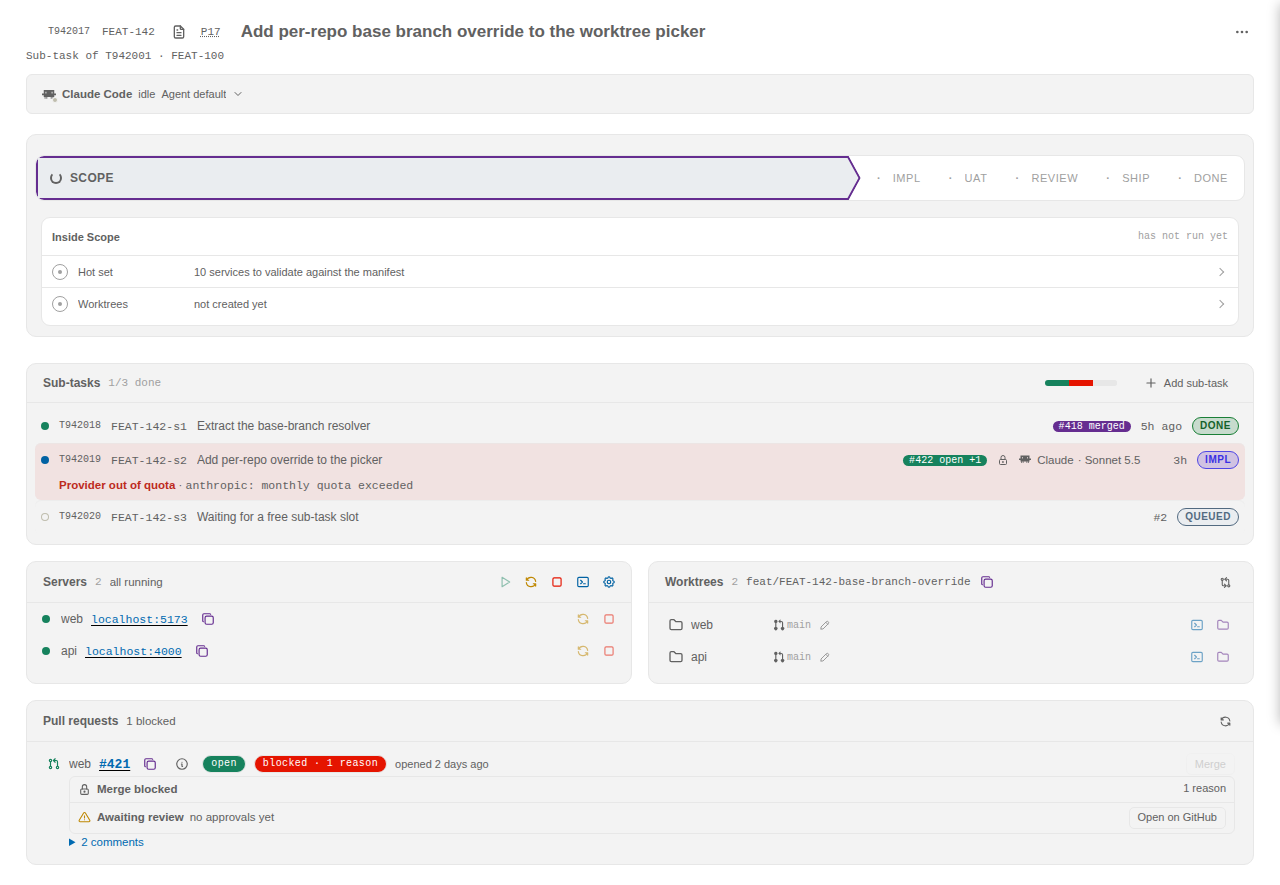 T942017 FEAT-142 P17 Add per-repo base branch override to the worktree picker
Sub-task of T942001 · FEAT-100
Claude Code idle Agent default
SCOPE · IMPL · UAT · REVIEW · SHIP · DONE
Inside Scope has not run yet
Hot set 10 services to validate against the manifest
Worktrees not created yet
Sub-tasks 1/3 done Add sub-task
T942018 FEAT-142-s1 Extract the base-branch resolver #418 merged 5h ago DONE
T942019 FEAT-142-s2 Add per-repo override to the picker #422 open +1 Claude · Sonnet 5.5 3h IMPL
Provider out of quota · anthropic: monthly quota exceeded
T942020 FEAT-142-s3 Waiting for a free sub-task slot #2 QUEUED
Servers 2 all running
web localhost:5173
api localhost:4000
Worktrees 2 feat/FEAT-142-base-branch-override
web main
api main
Pull requests 1 blocked
web #421 open blocked · 1 reason opened 2 days ago Merge
Merge blocked 1 reason
Awaiting review no approvals yet Open on GitHub
2 comments